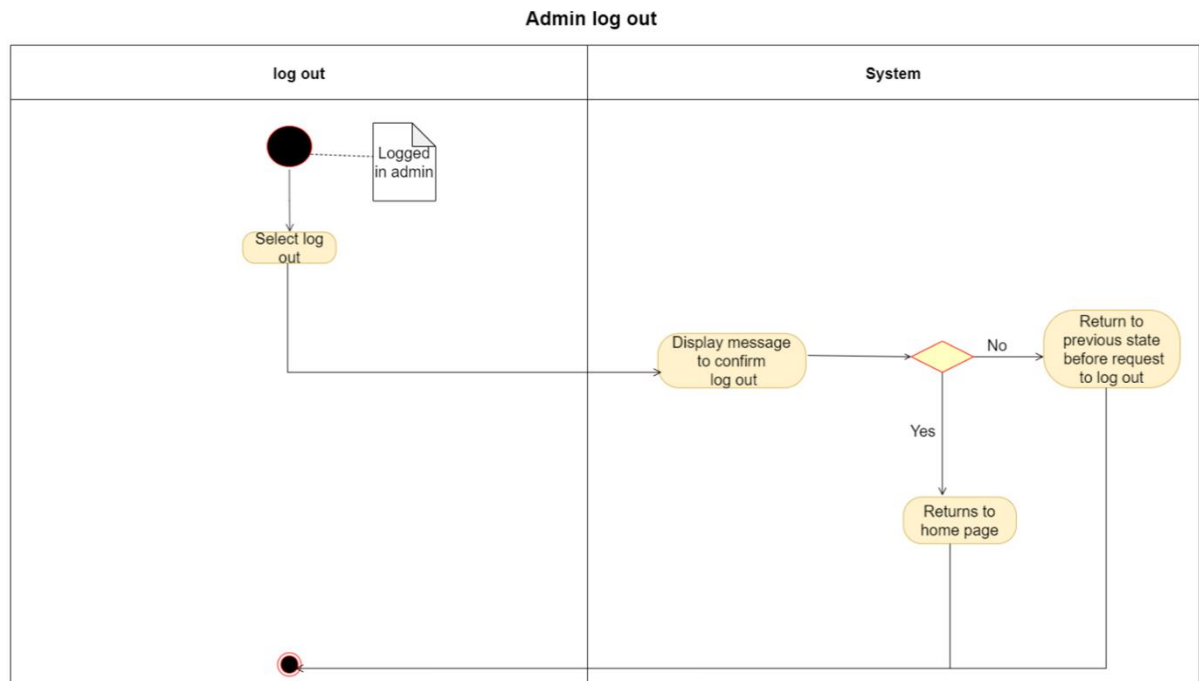 Admin log out
log out
System
Logged
in admin
Select log
out
Display message
to confirm
log out
No
Return to
previous state
before request
to log out
Yes
Returns to
home page